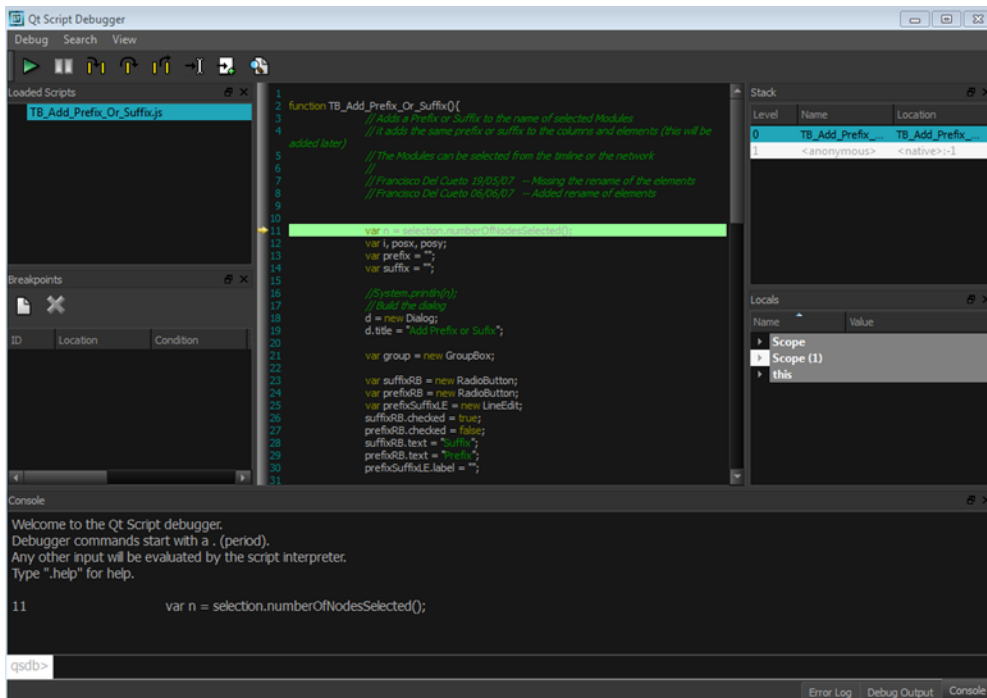 Qt Script Debugger
Debug Search View
Loaded Scripts
TB_Add_Prefix_Or_Suffix.js
Breakpoints
ID Location Condition
1
2 function TB_Add_Prefix_Or_Suffix(){
3 // Adds a Prefix or Suffix to the name of selected Modules
4 // it adds the same prefix or suffix to the columns and elements (this will be
added later)
5 // The Modules can be selected from the timline or the network
6 //
7 // Francisco Del Cueto 19/05/07 -- Missing the rename of the elements
8 // Francisco Del Cueto 06/06/07 -- Added rename of elements
9
10
11 var n = selection.numberOfNodesSelected();
12 var i, posx, posy;
13 var prefix = "";
14 var suffix = "";
15
16 //System.println(n);
17 // Build the dialog
18 d = new Dialog;
19 d.title = "Add Prefix or Sufix";
20
21 var group = new GroupBox;
22
23 var suffixRB = new RadioButton;
24 var prefixRB = new RadioButton;
25 var prefixSuffixLE = new LineEdit;
26 suffixRB.checked = true;
27 prefixRB.checked = false;
28 suffixRB.text = "Suffix";
29 prefixRB.text = "Prefix";
30 prefixSuffixLE.label = "";
31
Stack
Level Name Location
0 TB_Add_Prefix_... TB_Add_Prefix_...
1 <anonymous> <native>:-1
Locals
Name Value
Scope
Scope (1)
this
Console
Welcome to the Qt Script debugger.
Debugger commands start with a . (period).
Any other input will be evaluated by the script interpreter.
Type ".help" for help.
11 var n = selection.numberOfNodesSelected();
qsdb>
Error Log Debug Output Console